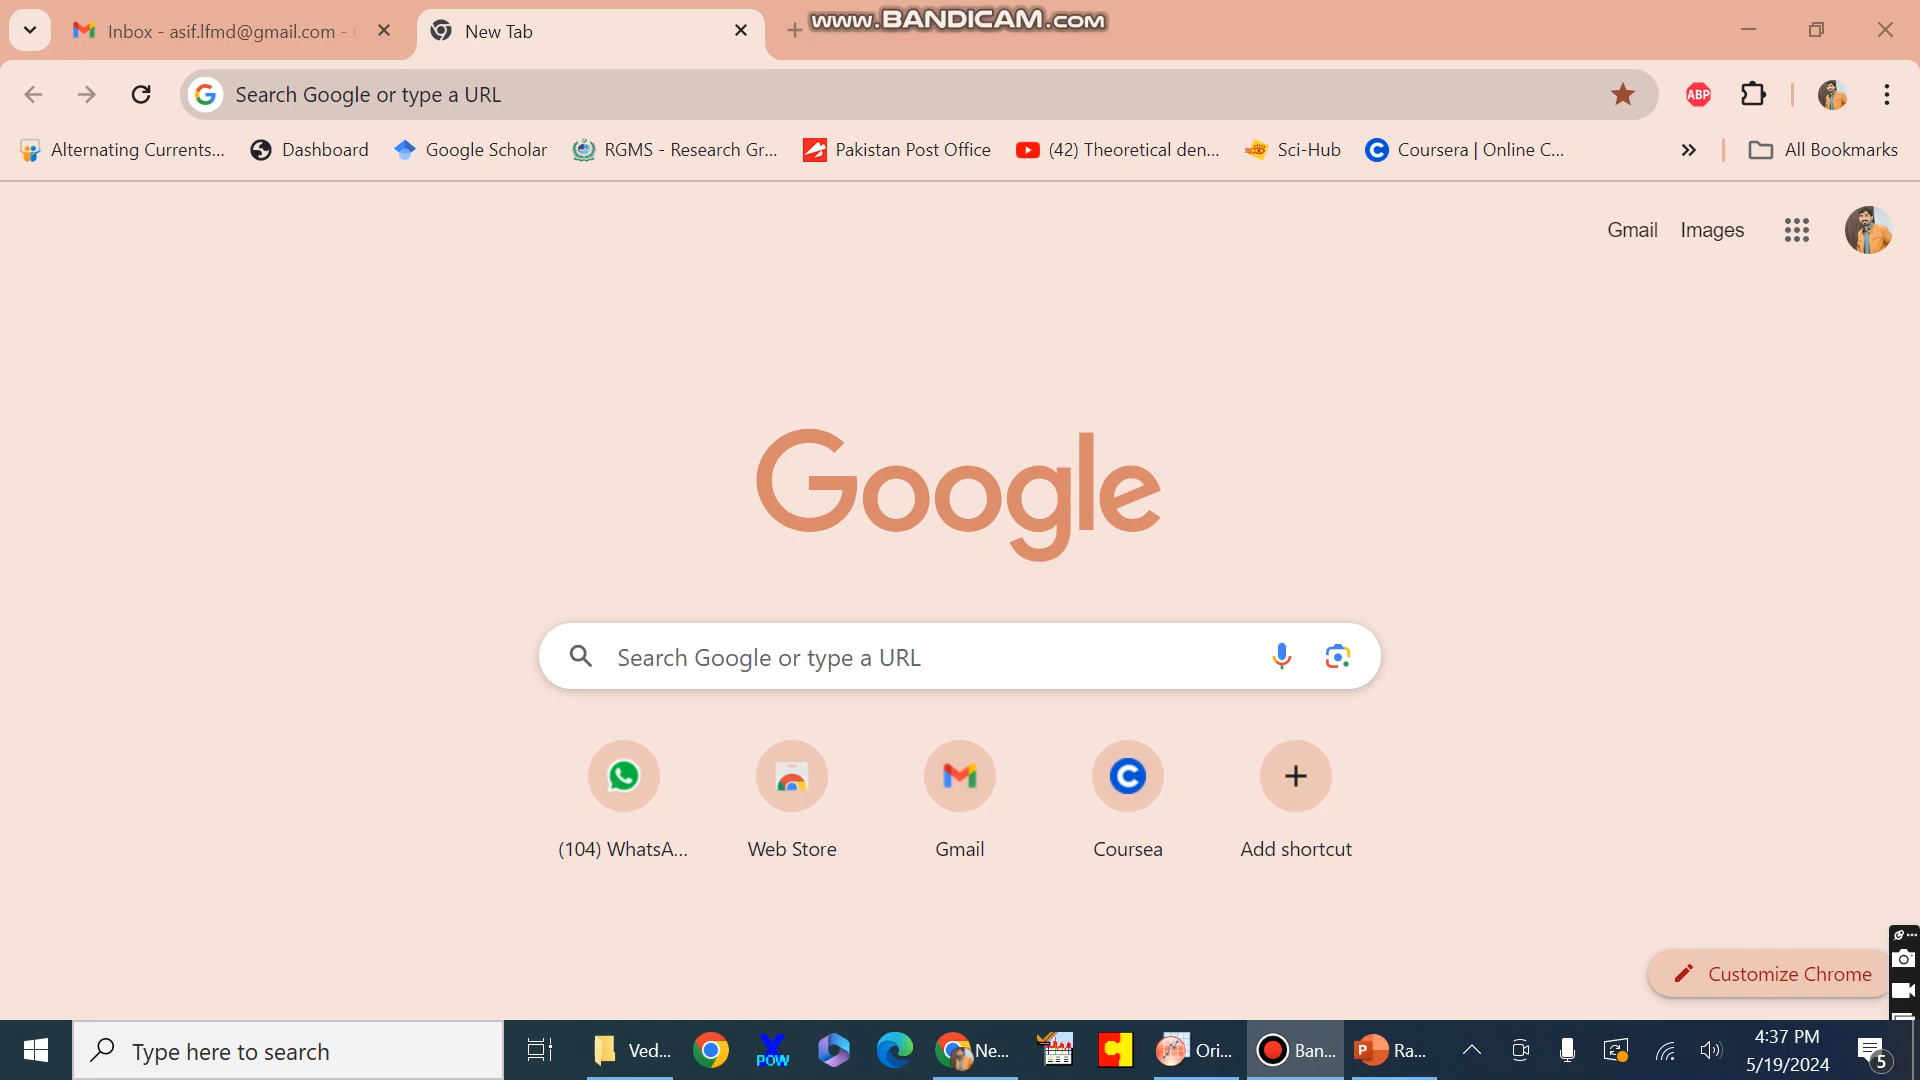 Inbox - asif.lfmd@gmail.com -
New Tab
www.BANDICAM.com
Search Google or type a URL
ABP
Alternating Currents...
Dashboard
Google Scholar
RGMS - Research Gr...
Pakistan Post Office
(42) Theoretical den...
Sci-Hub
Coursera | Online C...
All Bookmarks
Gmail
Images
Google
Search Google or type a URL
(104) WhatsA...
Web Store
Gmail
Coursea
Add shortcut
Customize Chrome
Type here to search
Ved...
X POW
Ne...
Ori...
Ban...
Ra...
4:37 PM
5/19/2024
5